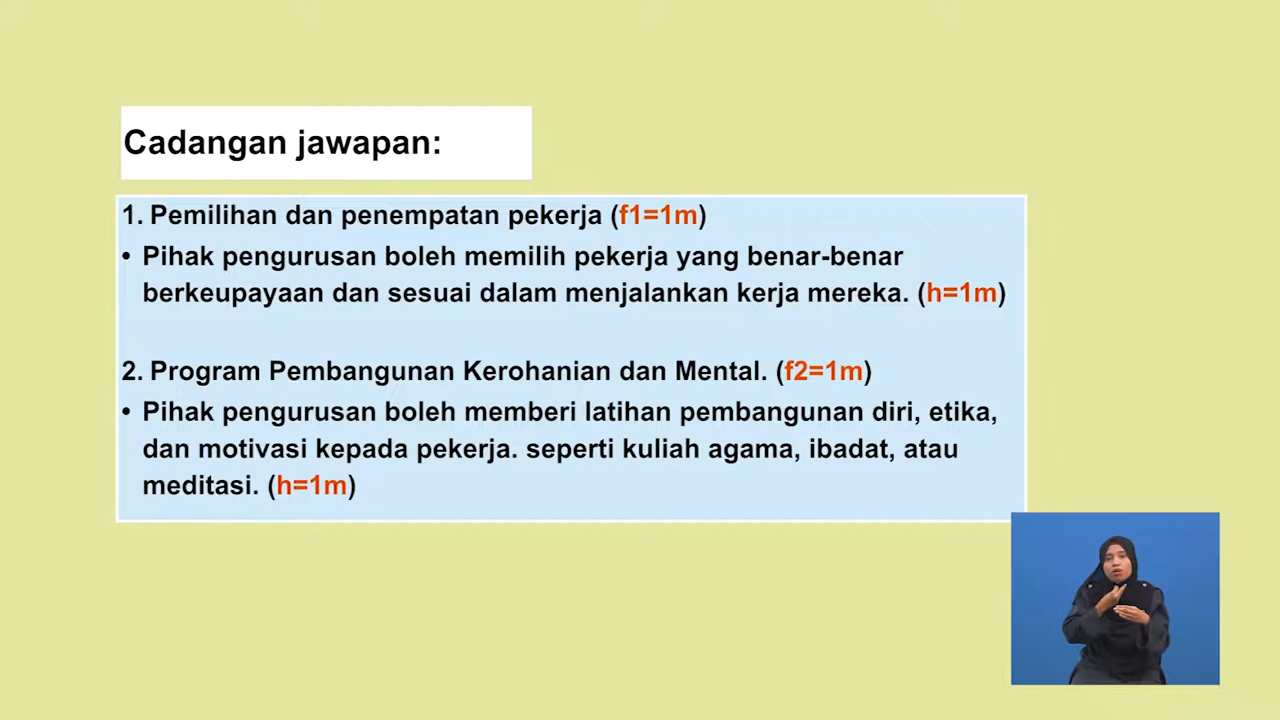 Cadangan jawapan:
1. Pemilihan dan penempatan pekerja (f1=1m)
• Pihak pengurusan boleh memilih pekerja yang benar-benar
berkeupayaan dan sesuai dalam menjalankan kerja mereka. (h=1m)
2. Program Pembangunan Kerohanian dan Mental. (f2=1m)
• Pihak pengurusan boleh memberi latihan pembangunan diri, etika,
dan motivasi kepada pekerja. seperti kuliah agama, ibadat, atau
meditasi. (h=1m)